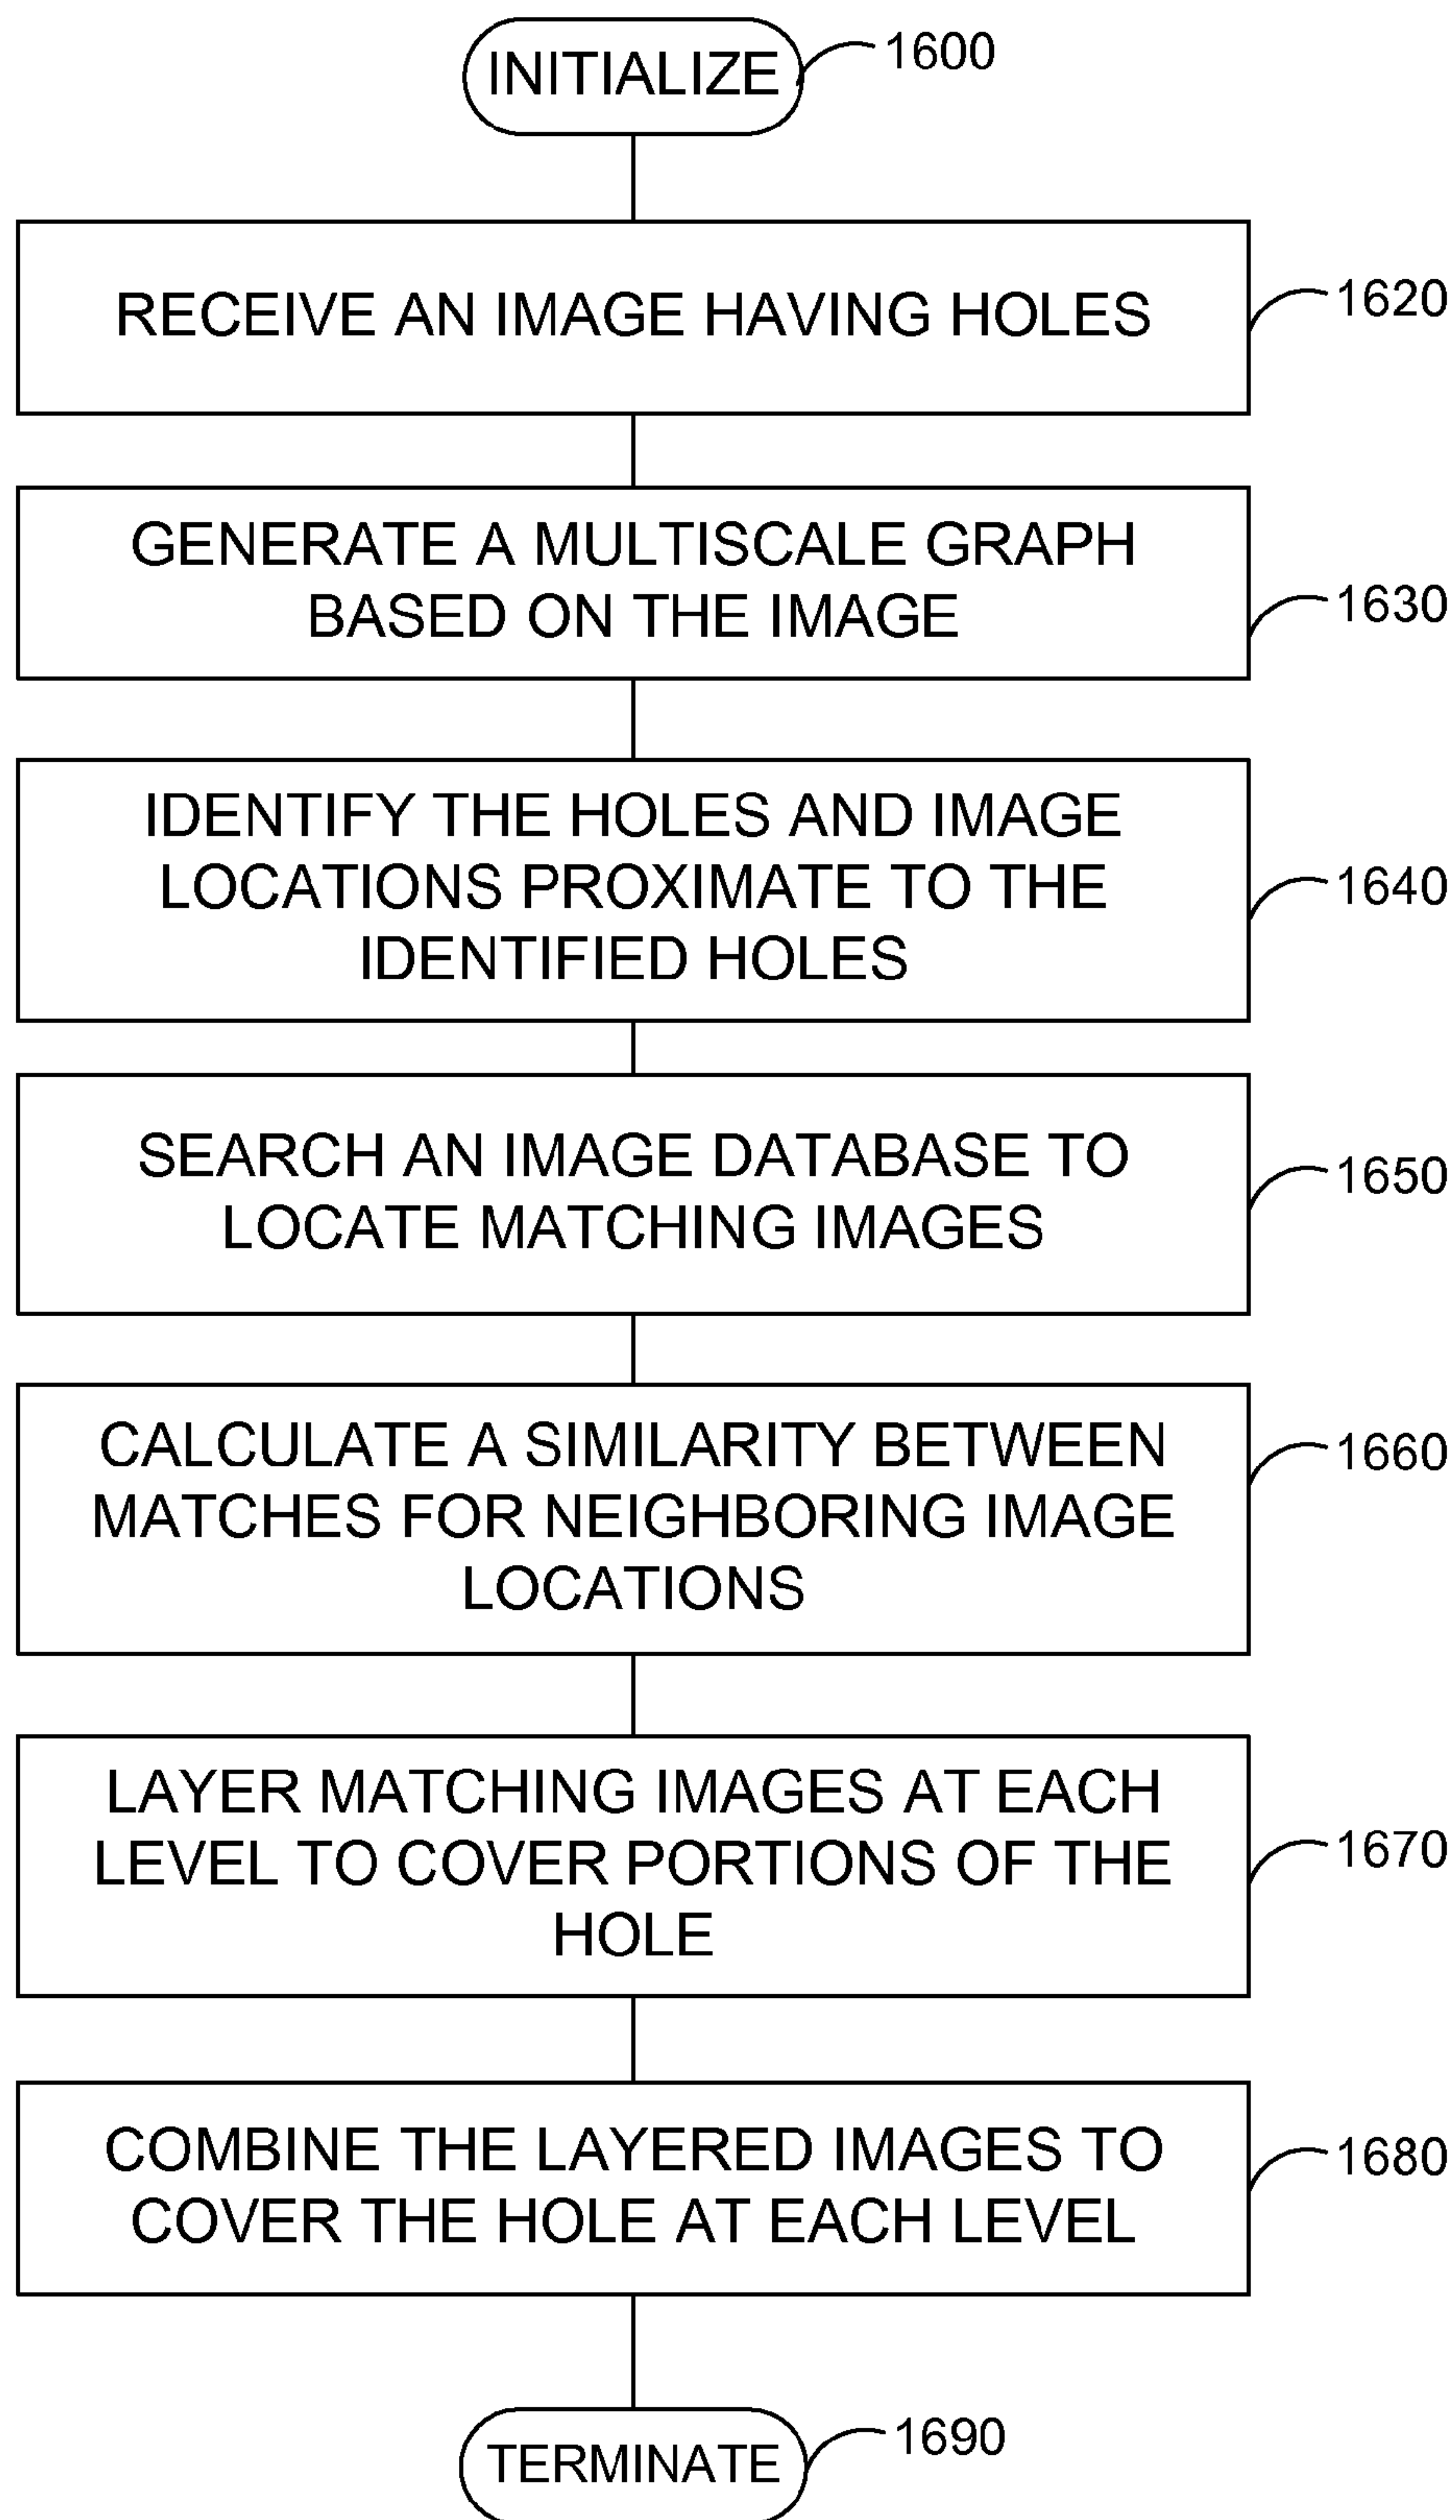 INITIALIZE
1600
RECEIVE AN IMAGE HAVING HOLES
1620
GENERATE A MULTISCALE GRAPH
BASED ON THE IMAGE
1630
IDENTIFY THE HOLES AND IMAGE
LOCATIONS PROXIMATE TO THE
IDENTIFIED HOLES
1640
SEARCH AN IMAGE DATABASE TO
LOCATE MATCHING IMAGES
1650
CALCULATE A SIMILARITY BETWEEN
MATCHES FOR NEIGHBORING IMAGE
LOCATIONS
1660
LAYER MATCHING IMAGES AT EACH
LEVEL TO COVER PORTIONS OF THE
HOLE
1670
COMBINE THE LAYERED IMAGES TO
COVER THE HOLE AT EACH LEVEL
1680
TERMINATE
1690